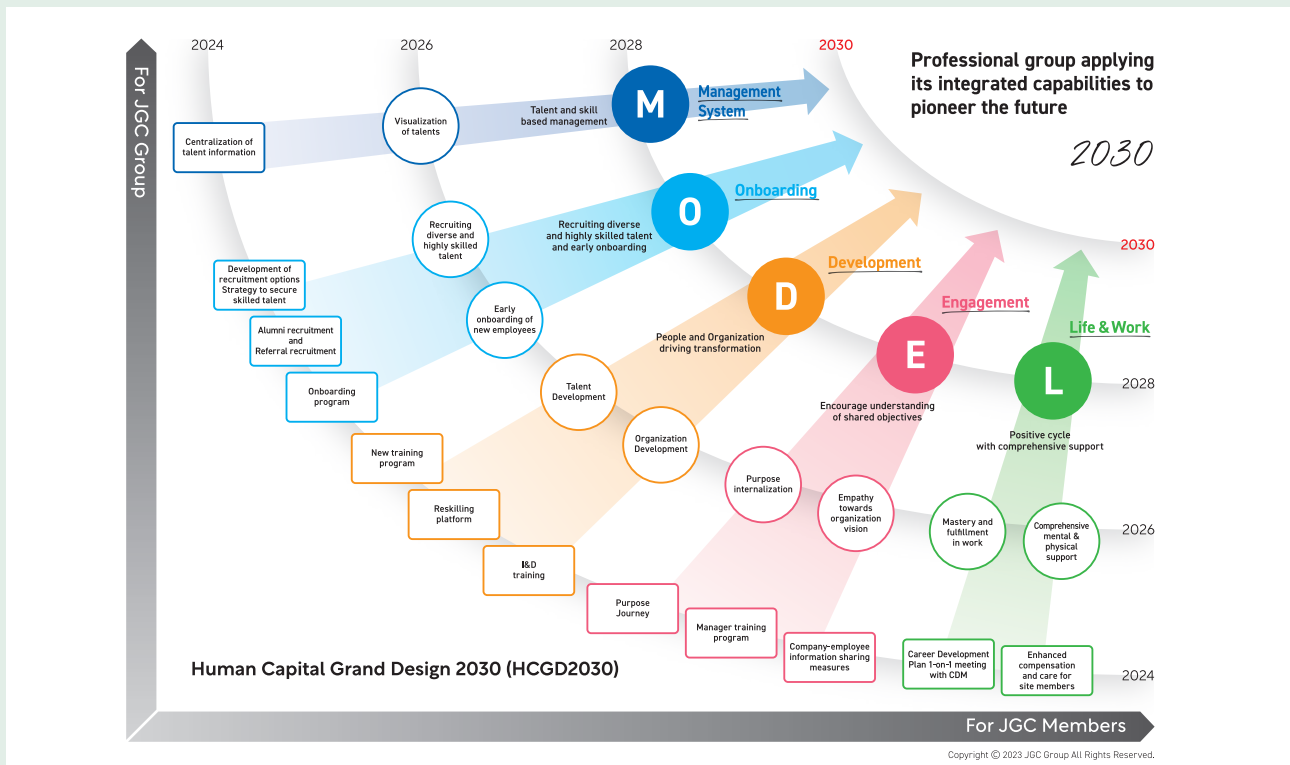 2024
2026
2028
2030
For JGC Group
Professional group applying
its integrated capabilities to
pioneer the future
2030
Centralization of
talent information
Visualization
of talents
Talent and skill
based management
M
Management
System
Development of
recruitment options
Strategy to secure
skilled talent
Alumni recruitment
and
Referral recruitment
Onboarding
program
Recruiting
diverse and
highly skilled
talent
Early
onboarding of
new employees
Recruiting diverse
and highly skilled talent
and early onboarding
O
Onboarding
New training
program
Reskilling
platform
I&D
training
Talent
Development
Organization
Development
People and Organization
driving transformation
D
Development
Purpose
Journey
Manager training
program
Company-employee
information sharing
measures
Purpose
internalization
Empathy
towards
organization
vision
Encourage understanding
of shared objectives
E
Engagement
Career Development
Plan 1-on-1 meeting
with CDM
Enhanced
compensation
and care for
site members
Mastery and
fulfillment
in work
Comprehensive
mental &
physical
support
Positive cycle
with comprehensive support
L
Life & Work
2030
2028
2026
2024
Human Capital Grand Design 2030 (HCGD2030)
For JGC Members
Copyright © 2023 JGC Group All Rights Reserved.